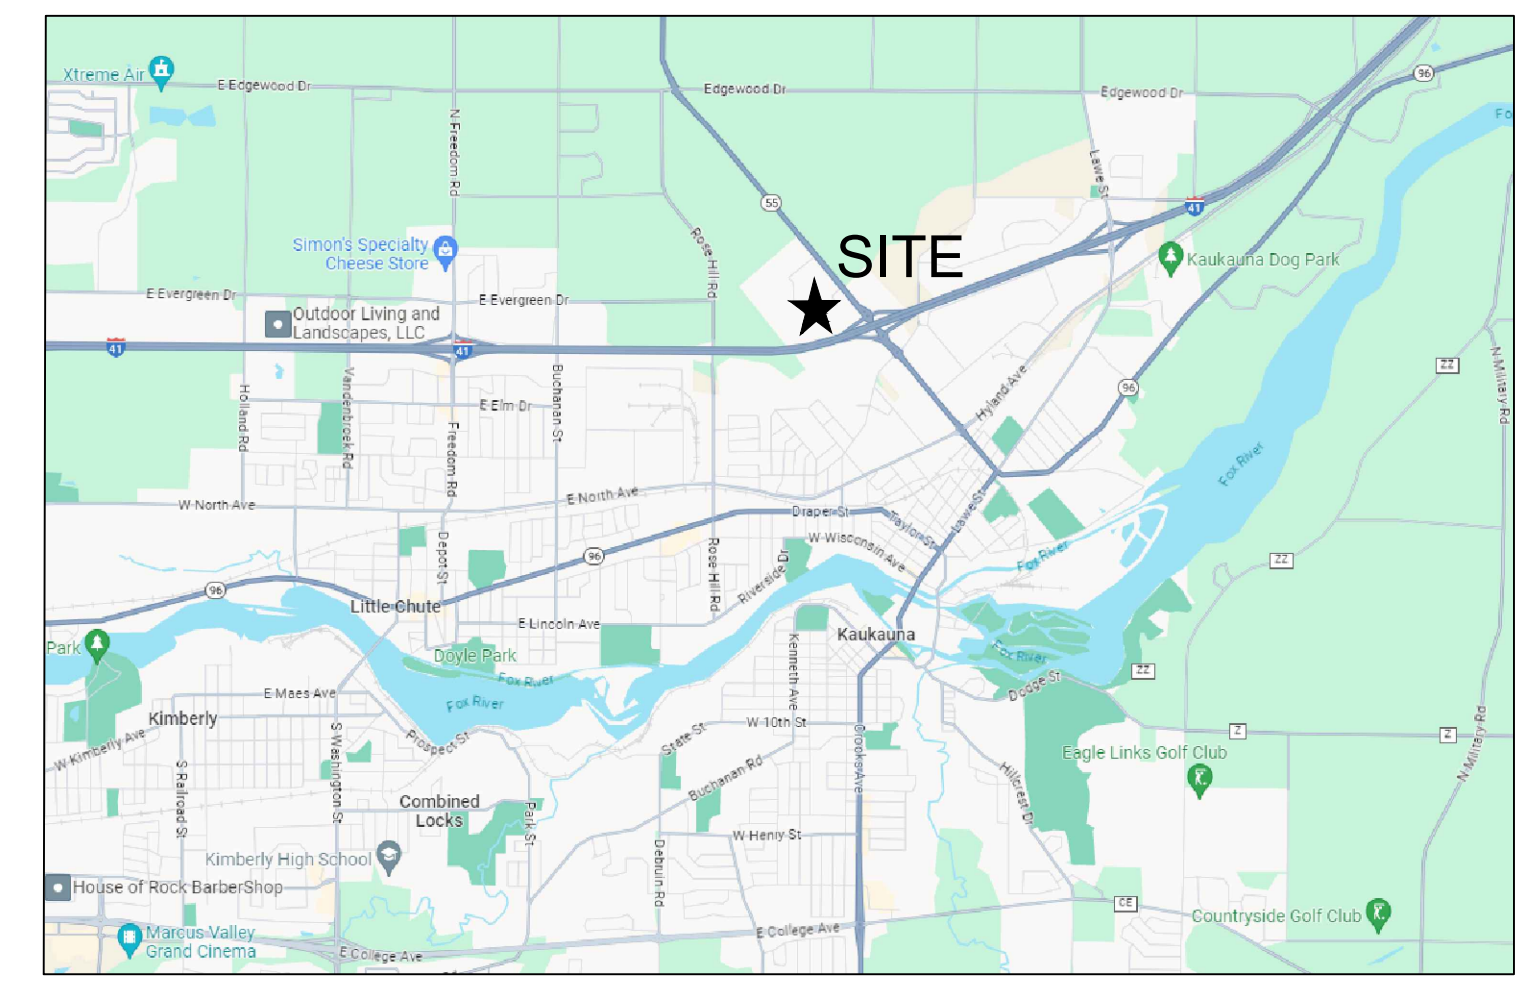 Xtreme Air
E Edgewood Dr
Edgewood Dr
Edgewood Dr
96
Fo
N Freedom Rd
Lawe St
55
41
Rose Hill Rd
SITE
Simon's Specialty
Cheese Store
Kaukauna Dog Park
E Evergreen Dr
E Evergreen Dr
Outdoor Living and
Landscapes, LLC
41
41
N Military Rd
ZZ
Holland Rd
Vandenbroek Rd
Buchanan St
E Elm Dr
Hyland Ave
96
Freedom Rd
Fox River
W North Ave
E North Ave
Draper St
Taylor St
Lawe St
W Wisconsin Ave
Depot St
96
Rose Hill Rd
Riverside Dr
Fox River
ZZ
96
Little Chute
E Lincoln Ave
Kaukauna
Park
Doyle Park
Fox River
Fox River
Kenneth Ave
Fox River
ZZ
Dodge St
E Maes Ave
Kimberly
W Kimberly Ave
Prospect St
S Washington St
State St
W 10th St
Crooks Ave
Z
Z
N Military Rd
Eagle Links Golf Club
S Railroad St
Buchanan Rd
Hillcrest Dr
Combined
Locks
Park St
W Henry St
Kimberly High School
Debruin Rd
House of Rock BarberShop
CE
Countryside Golf Club
Marcus Valley
Grand Cinema
E College Ave
E College Ave